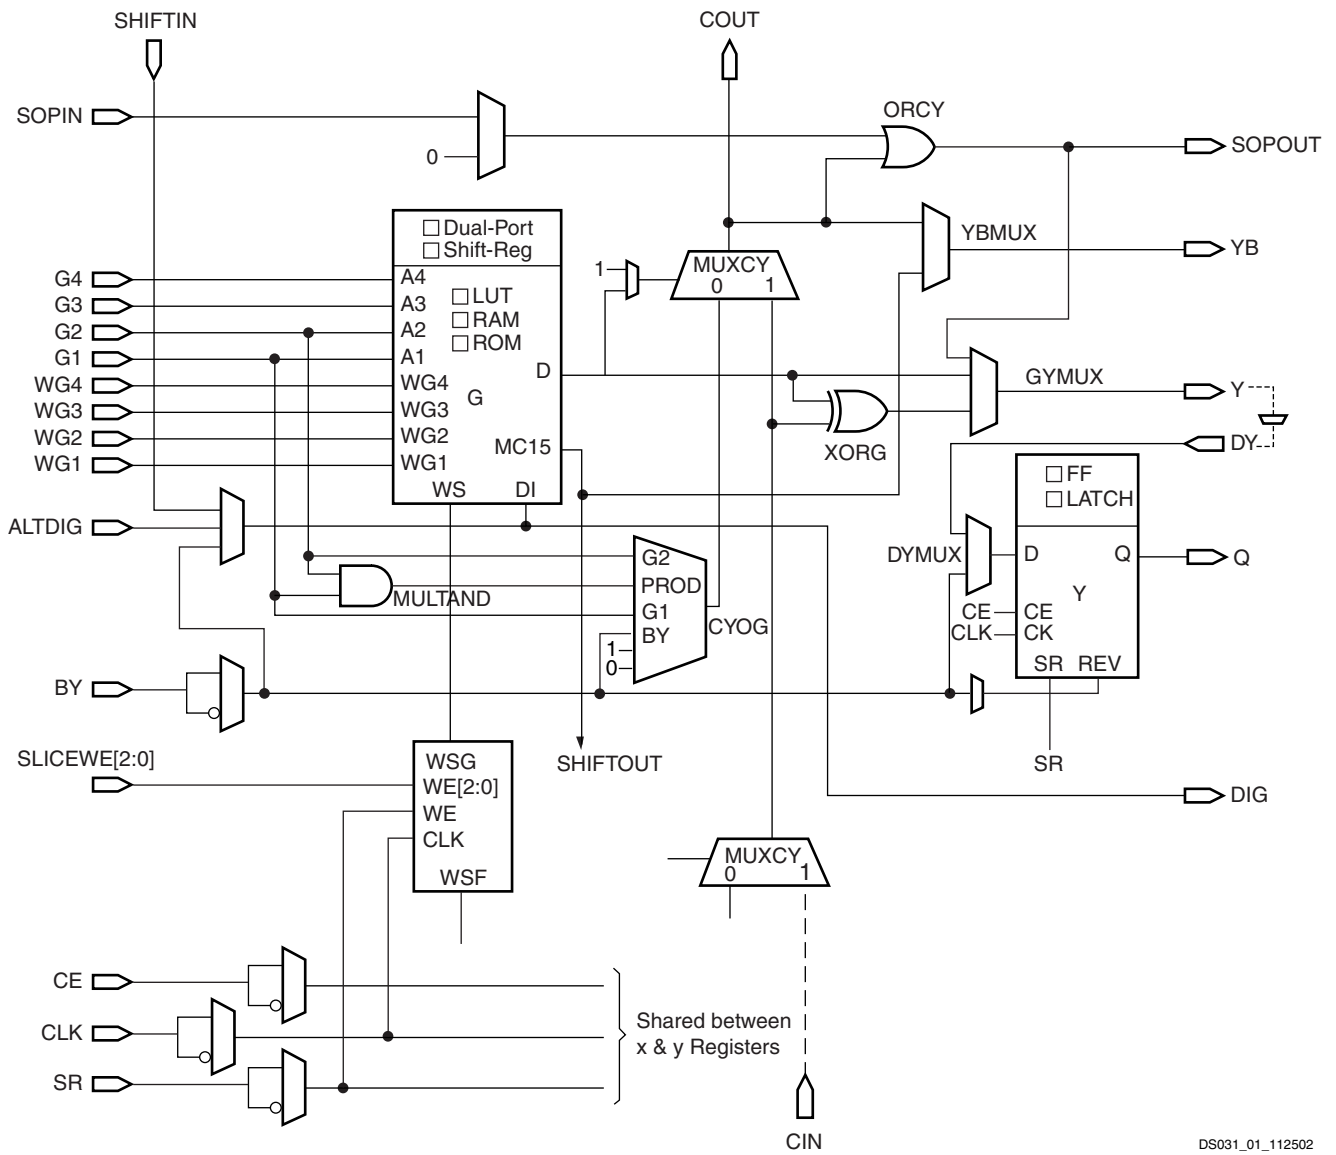 SHIFTIN
COUT
SOPIN
0
ORCY
SOPOUT
Dual-Port
Shift-Reg
YBMUX
YB
G4
G3
G2
G1
WG4
WG3
WG2
WG1
A4
A3
A2
A1
WG4
WG3
WG2
WG1
LUT
RAM
ROM
G
D
MC15
WS
DI
1
MUXCY
0 1
GYMUX
Y
XORG
DY
FF
LATCH
ALTDIG
DYMUX
D
Q
Q
Y
CE
CLK
CE
CK
SR REV
SR
MULTAND
G2
PROD
G1
BY
1
0
CYOG
BY
SLICEWE[2:0]
WSG
WE[2:0]
WE
CLK
WSF
SHIFTOUT
DIG
MUXCY
0 1
CE
CLK
SR
Shared between
x & y Registers
CIN
DS031_01_112502